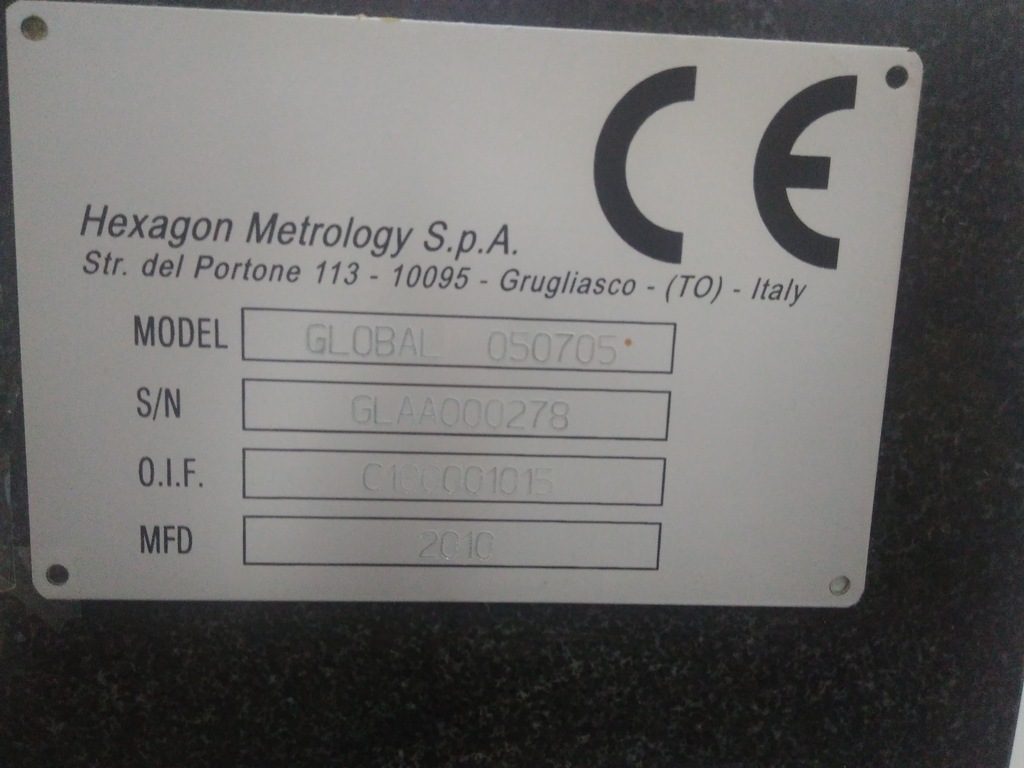 CE
Hexagon Metrology S.p.A.
Str. del Portone 113 - 10095 - Grugliasco - (TO) - Italy
MODEL GLOBAL 050705
S/N GLAA000278
O.I.F. C100001015
MFD 2010